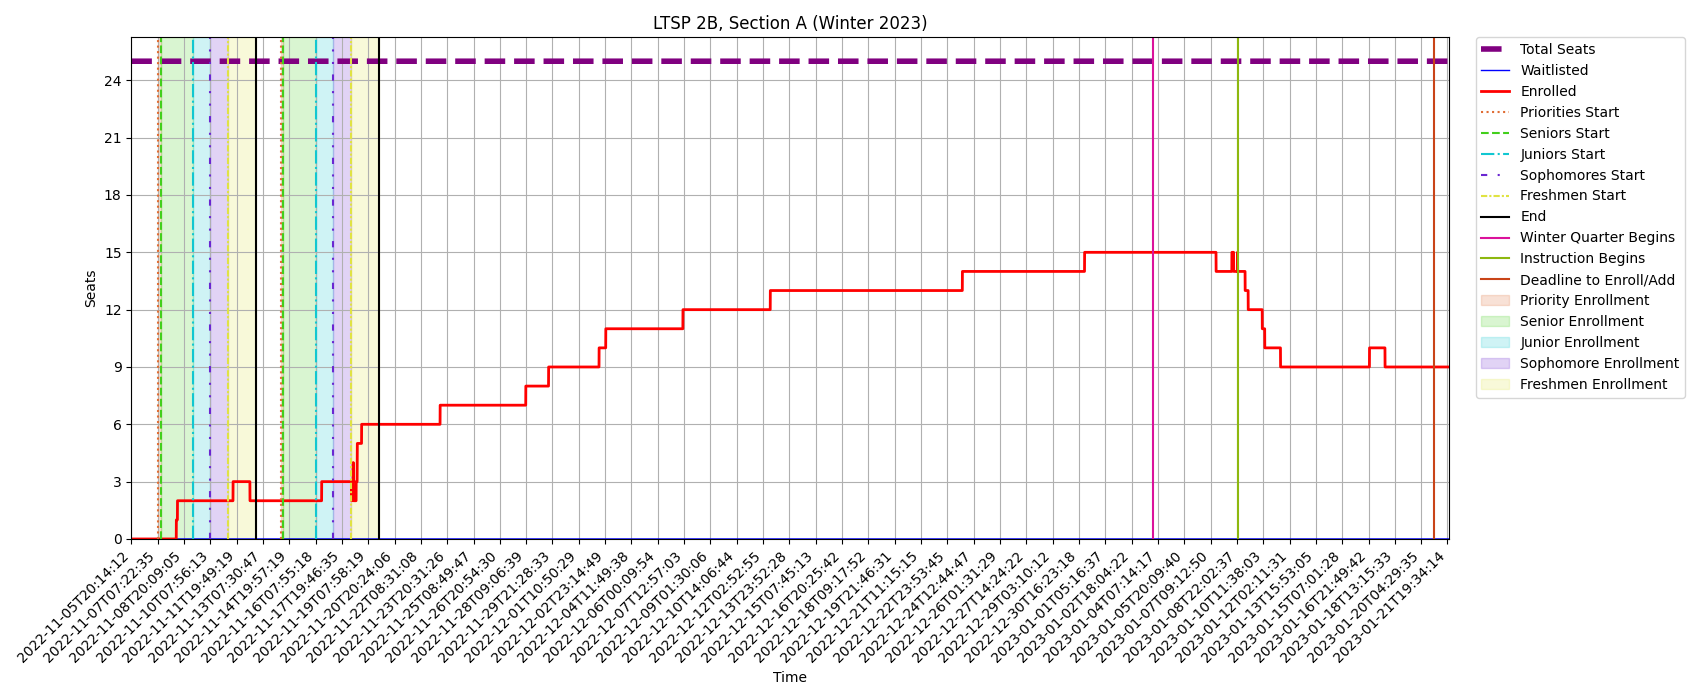 LTSP 2B, Section A (Winter 2023)
Seats
24
21
18
15
12
9
6
3
0
2022-11-05T20:14:12
2022-11-07T07:22:35
2022-11-08T20:09:05
2022-11-10T07:56:13
2022-11-11T19:49:19
2022-11-13T07:30:47
2022-11-14T19:57:19
2022-11-16T07:55:18
2022-11-17T19:46:35
2022-11-19T07:58:19
2022-11-20T20:24:06
2022-11-22T08:31:08
2022-11-23T20:31:26
2022-11-25T08:49:47
2022-11-26T20:54:30
2022-11-28T09:06:39
2022-11-29T21:28:33
2022-12-01T10:50:29
2022-12-02T23:14:49
2022-12-04T11:49:38
2022-12-06T00:09:54
2022-12-07T12:57:03
2022-12-09T01:30:06
2022-12-10T14:06:44
2022-12-12T02:52:55
2022-12-13T23:52:28
2022-12-15T07:45:13
2022-12-16T20:25:42
2022-12-18T09:17:52
2022-12-19T21:46:31
2022-12-21T11:15:15
2022-12-22T23:53:45
2022-12-24T12:44:47
2022-12-26T01:31:29
2022-12-27T14:24:22
2022-12-29T03:10:12
2022-12-30T16:23:18
2023-01-01T05:16:37
2023-01-02T18:04:22
2023-01-04T07:14:17
2023-01-05T20:09:40
2023-01-07T09:12:50
2023-01-08T22:02:37
2023-01-10T11:38:03
2023-01-12T02:11:31
2023-01-13T15:53:05
2023-01-15T07:01:28
2023-01-16T21:49:42
2023-01-18T13:15:33
2023-01-20T04:29:35
2023-01-21T19:34:14
Time
Total Seats
Waitlisted
Enrolled
Priorities Start
Seniors Start
Juniors Start
Sophomores Start
Freshmen Start
End
Winter Quarter Begins
Instruction Begins
Deadline to Enroll/Add
Priority Enrollment
Senior Enrollment
Junior Enrollment
Sophomore Enrollment
Freshmen Enrollment